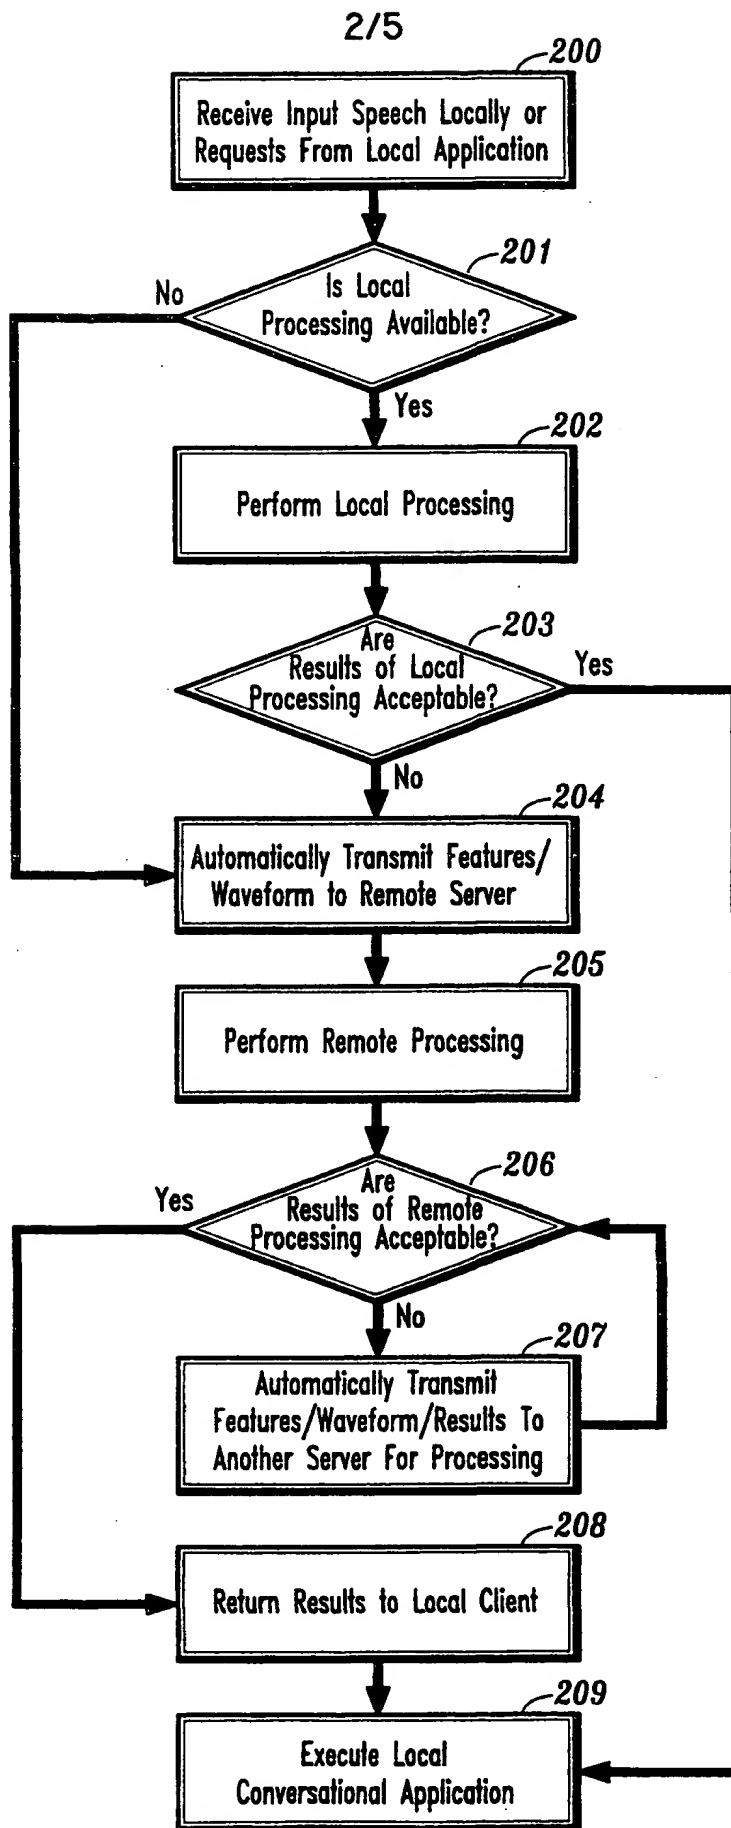 2/5
200
Receive Input Speech Locally or
Requests From Local Application
201
Is Local
Processing Available?
No
Yes
202
Perform Local Processing
203
Are
Results of Local
Processing Acceptable?
Yes
No
204
Automatically Transmit Features/
Waveform to Remote Server
205
Perform Remote Processing
206
Are
Results of Remote
Processing Acceptable?
Yes
No
207
Automatically Transmit
Features/Waveform/Results To
Another Server For Processing
208
Return Results to Local Client
209
Execute Local
Conversational Application